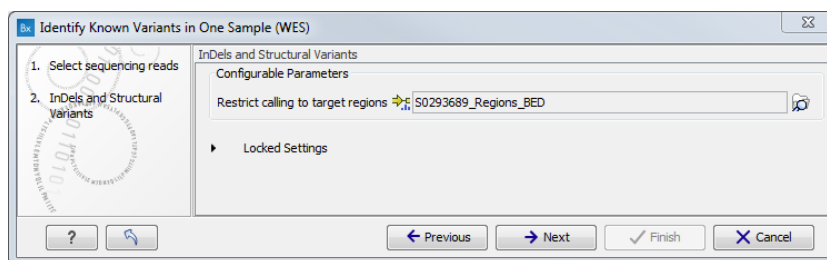 Bx Identify Known Variants in One Sample (WES)
1. Select sequencing reads
2. InDels and Structural
Variants
InDels and Structural Variants
Configurable Parameters
Restrict calling to target regions S0293689_Regions_BED
Locked Settings
? Previous Next Finish Cancel